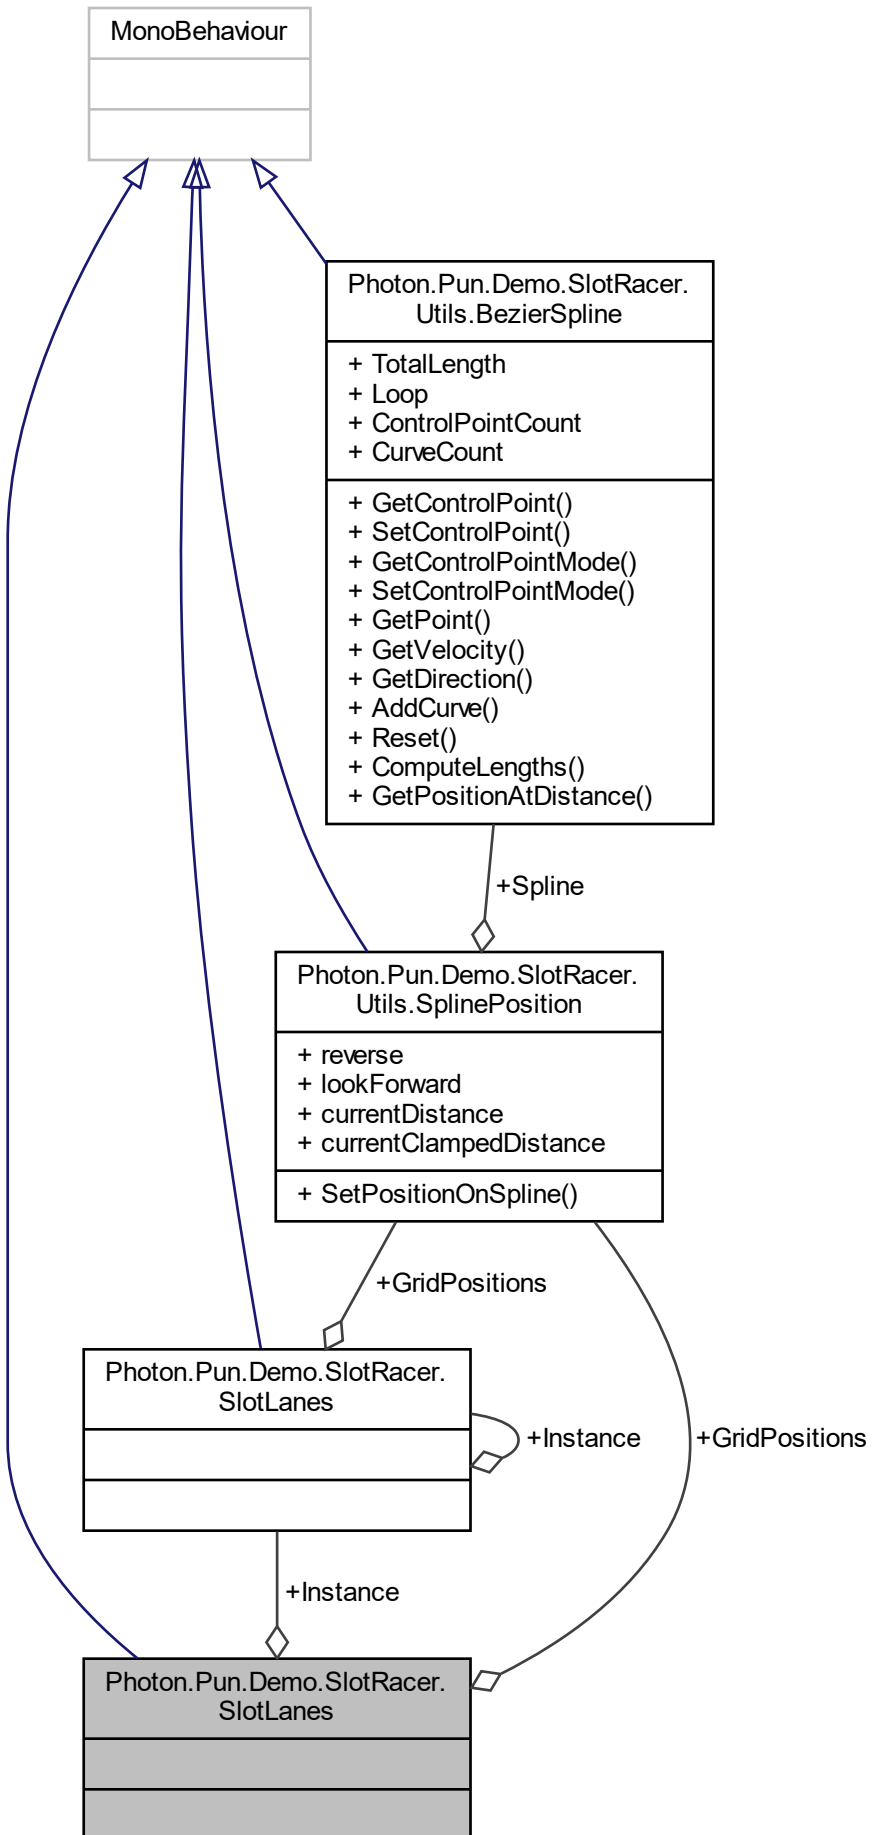 MonoBehaviour
Photon.Pun.Demo.SlotRacer.
Utils.BezierSpline
+ TotalLength
+ Loop
+ ControlPointCount
+ CurveCount
+ GetControlPoint()
+ SetControlPoint()
+ GetControlPointMode()
+ SetControlPointMode()
+ GetPoint()
+ GetVelocity()
+ GetDirection()
+ AddCurve()
+ Reset()
+ ComputeLengths()
+ GetPositionAtDistance()
+Spline
Photon.Pun.Demo.SlotRacer.
Utils.SplinePosition
+ reverse
+ lookForward
+ currentDistance
+ currentClampedDistance
+ SetPositionOnSpline()
+GridPositions
Photon.Pun.Demo.SlotRacer.
SlotLanes
+Instance
+GridPositions
+Instance
Photon.Pun.Demo.SlotRacer.
SlotLanes